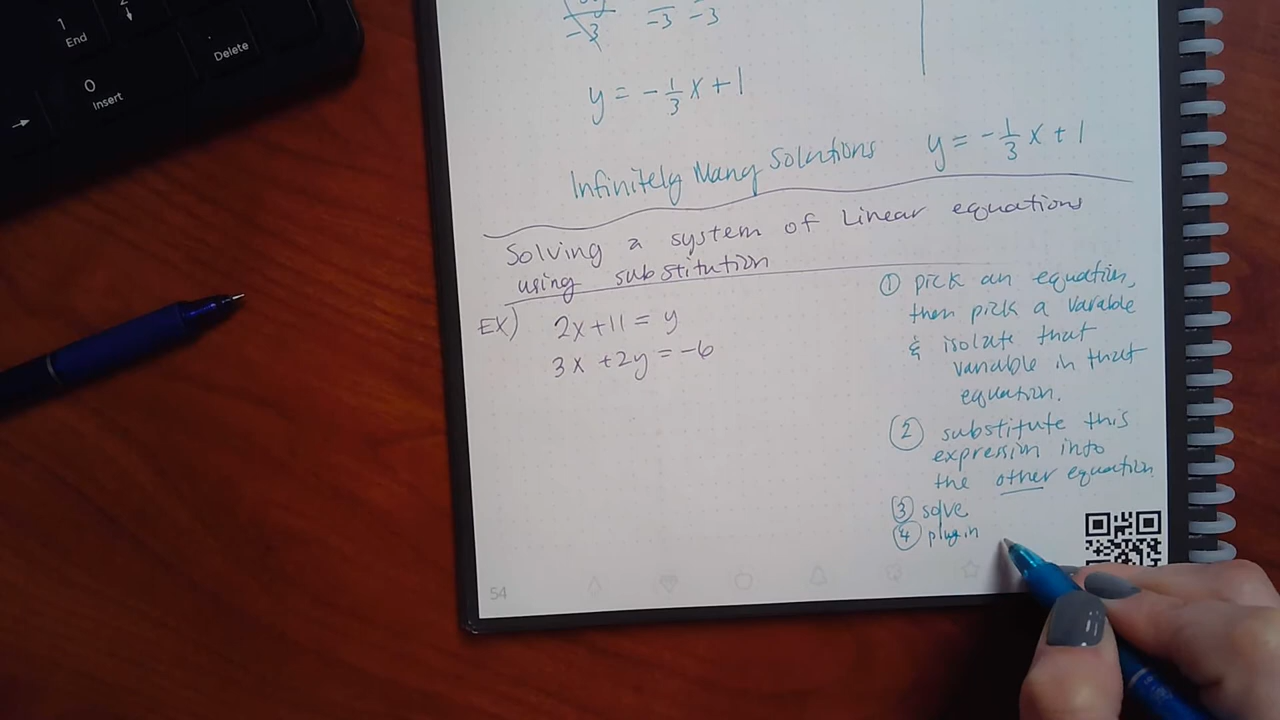 1
End
↓
.
Delete
0
Insert
→
-3 -3 -3
y = -1/3 x + 1
Infinitely Many Solutions y = -1/3 x + 1
Solving a system of Linear equations
using substitution
EX) 2x+11 = y
3x +2y = -6
① pick an equation,
then pick a variable
& isolate that
variable in that
equation.
② substitute this
expression into
the other equation
③ solve
④ plug in
54